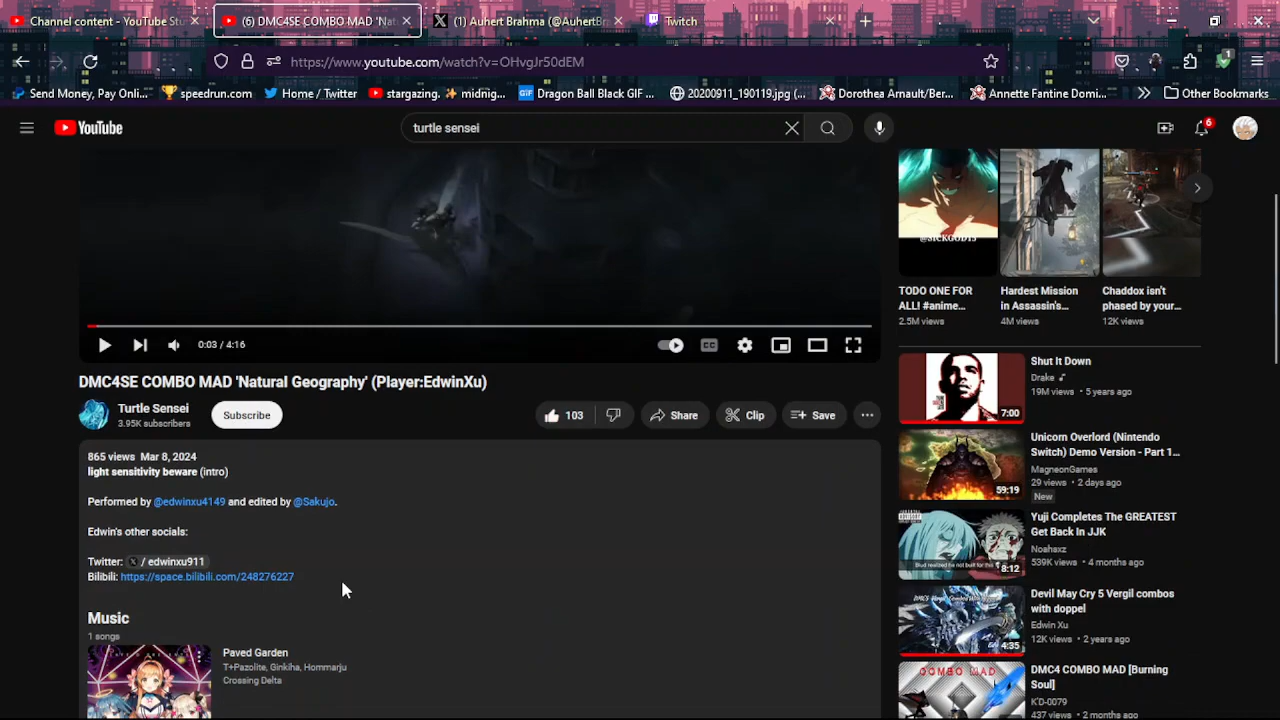 Channel content - YouTube Stu
(6) DMC4SE COMBO MAD 'Nat
(1) Auhert Brahma (@AuhertBr
Twitch
https://www.youtube.com/watch?v=OHvgJr50dEM
1
Send Money, Pay Onli...
speedrun.com
Home / Twitter
stargazing. ✨ midnig...
GIF
Dragon Ball Black GIF ...
20200911_190119.jpg (...
Dorothea Arnault/Ber...
Annette Fantine Domi...
Other Bookmarks
YouTube
turtle sensei
6
@SICKGOD15
TODO ONE FOR
ALL! #anime...
2.5M views
Hardest Mission
in Assassin's...
4M views
Chaddox isn't
phased by your...
12K views
0:03 / 4:16
CC
DMC4SE COMBO MAD 'Natural Geography' (Player:EdwinXu)
Turtle Sensei
3.95K subscribers
Subscribe
103
Share
Clip
Save
865 views Mar 8, 2024
light sensitivity beware (intro)
Performed by @edwinxu4149 and edited by @Sakujo.
Edwin's other socials:
Twitter: X / edwinxu911
Bilibili: https://space.bilibili.com/248276227
Music
1 songs
Paved Garden
T+Pazolite, Ginkiha, Hommarju
Crossing Delta
7:00
Shut It Down
Drake
19M views • 5 years ago
59:19
Unicorn Overlord (Nintendo
Switch) Demo Version - Part 1...
MagneonGames
29 views • 2 days ago
New
8:12
Yuji Completes The GREATEST
Get Back In JJK
Noahsxz
539K views • 4 months ago
4:35
Devil May Cry 5 Vergil combos
with doppel
Edwin Xu
12K views • 2 years ago
COMBO MAD
DMC4 COMBO MAD [Burning
Soul]
K'D-0079
437 views • 2 months ago